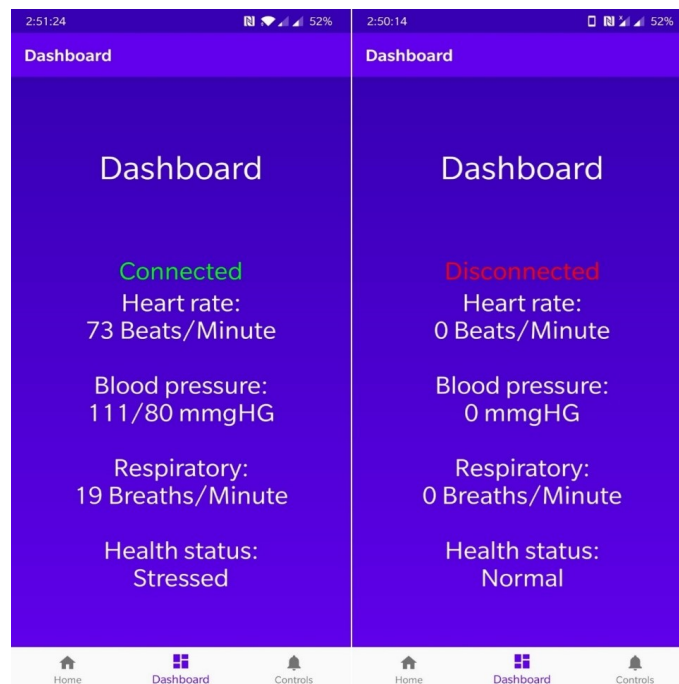 2:51:24 52%
Dashboard
Dashboard
Connected
Heart rate:
73 Beats/Minute
Blood pressure:
111/80 mmgHG
Respiratory:
19 Breaths/Minute
Health status:
Stressed
Home Dashboard Controls
2:50:14 52%
Dashboard
Dashboard
Disconnected
Heart rate:
0 Beats/Minute
Blood pressure:
0 mmgHG
Respiratory:
0 Breaths/Minute
Health status:
Normal
Home Dashboard Controls